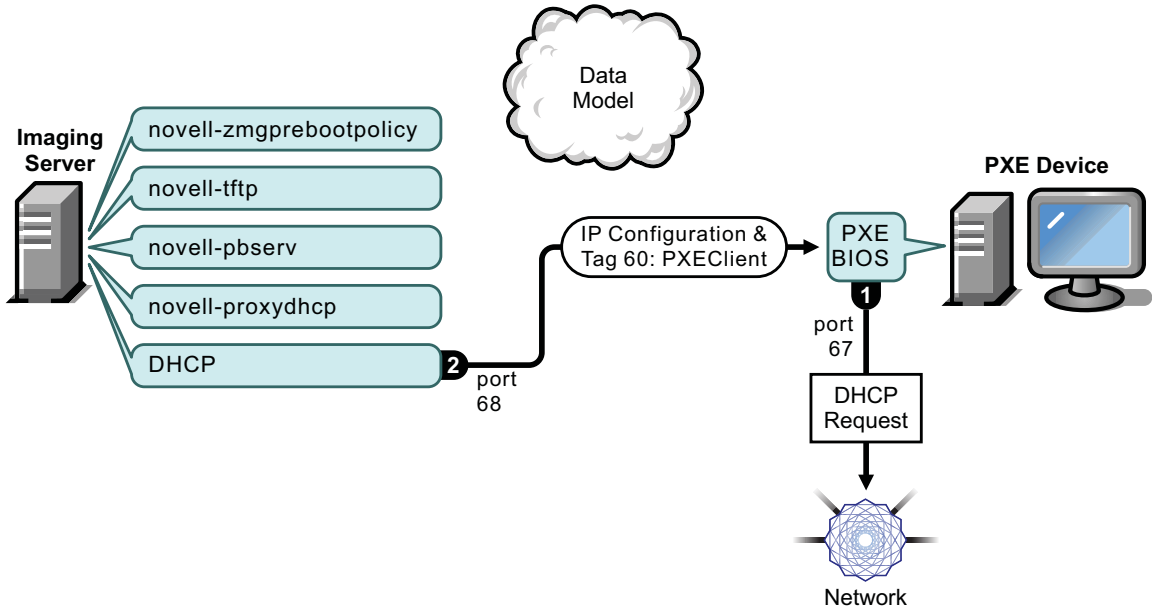 Data
Model
Imaging
Server
novell-zmgprebootpolicy
novell-tftp
novell-pbserv
novell-proxydhcp
DHCP
2
port
68
IP Configuration &
Tag 60: PXEClient
PXE
BIOS
PXE Device
1
port
67
DHCP
Request
Network